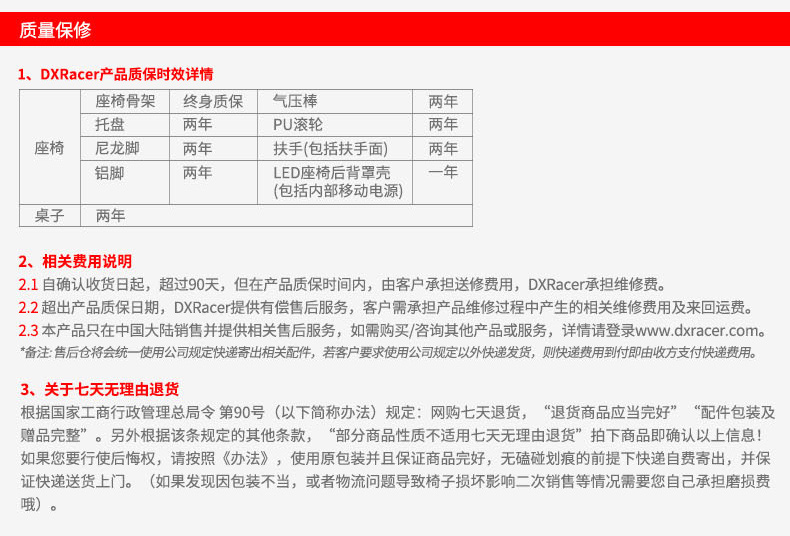 质量保修
1、DXRacer产品质保时效详情
座椅骨架 终身质保 气压棒 两年
托盘 两年 PU滚轮 两年
座椅 尼龙脚 两年 扶手(包括扶手面) 两年
铝脚 两年 LED座椅后背罩壳 一年
(包括内部移动电源)
桌子 两年
2、相关费用说明
2.1 自确认收货日起，超过90天，但在产品质保时间内，由客户承担送修费用，DXRacer承担维修费。
2.2 超出产品质保日期，DXRacer提供有偿售后服务，客户需承担产品维修过程中产生的相关维修费用及来回运费。
2.3 本产品只在中国大陆销售并提供相关售后服务，如需购买/咨询其他产品或服务，详情请登录www.dxracer.com。
*备注: 售后仓将会统一使用公司规定快递寄出相关配件，若客户要求使用公司规定以外快递发货，则快递费用到付即由收方支付快递费用。
3、关于七天无理由退货
根据国家工商行政管理总局令 第90号（以下简称办法）规定：网购七天退货，“退货商品应当完好”“配件包装及
赠品完整”。另外根据该条规定的其他条款，“部分商品性质不适用七天无理由退货”拍下商品即确认以上信息！
如果您要行使后悔权，请按照《办法》，使用原包装并且保证商品完好，无磕碰划痕的前提下快递自费寄出，并保
证快递送货上门。（如果发现因包装不当，或者物流问题导致椅子损坏影响二次销售等情况需要您自己承担磨损费
哦）。